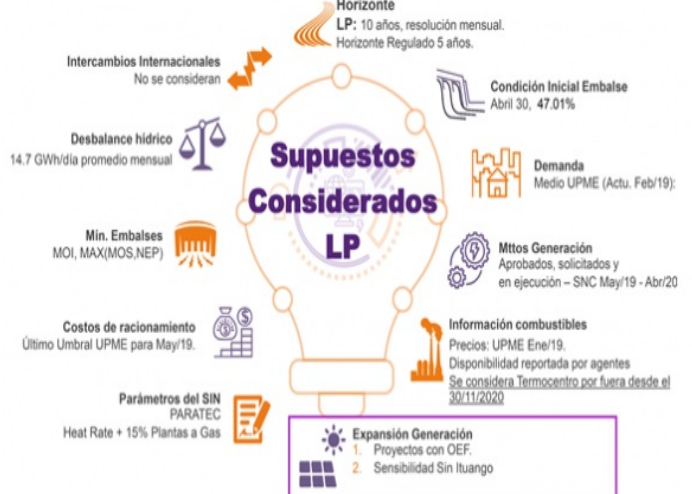 Horizonte
LP: 10 años, resolución mensual.
Horizonte Regulado 5 años.
Intercambios Internacionales
No se consideran
Condición Inicial Embalse
Abril 30, 47.01%
Desbalance hídrico
14.7 GWh/día promedio mensual
Supuestos
Considerados
LP
Demanda
Medio UPME (Actu. Feb/19):
Min. Embalses
MOI, MAX(MOS,NEP)
Mttos Generación
Aprobados, solicitados y
en ejecución – SNC May/19 - Abr/20
Costos de racionamiento
Último Umbral UPME para May/19.
Información combustibles
Precios: UPME Ene/19.
Disponibilidad reportada por agentes
Se considera Termocentro por fuera desde el
30/11/2020
Parámetros del SIN
PARATEC
Heat Rate + 15% Plantas a Gas
Expansión Generación
1. Proyectos con OEF.
2. Sensibilidad Sin Ituango